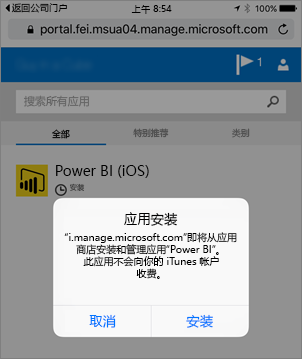 返回公司门户
上午 8:54
100%
portal.fei.msua04.manage.microsoft.com
1
搜索所有应用
全部 特别推荐 类别
Power BI (iOS)
安装
应用安装
“i.manage.microsoft.com”即将从应用
商店安装和管理应用“Power BI”。
此应用不会向你的 iTunes 帐户
收费。
取消 安装